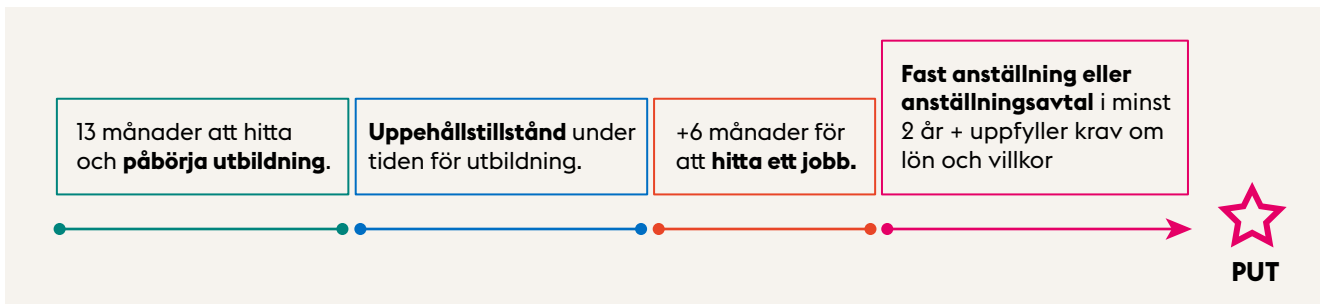 13 månader att hitta
och påbörja utbildning.
Uppehållstillstånd under
tiden för utbildning.
+6 månader för
att hitta ett jobb.
Fast anställning eller
anställningsavtal i minst
2 år + uppfyller krav om
lön och villkor
PUT